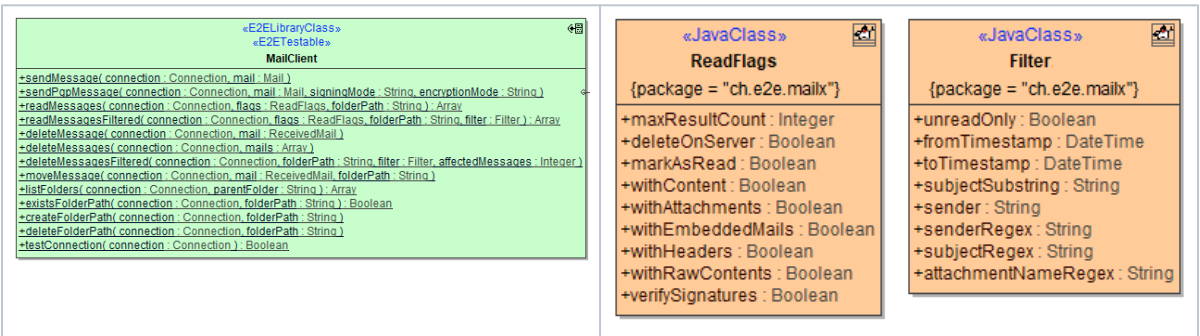 «E2ELibraryClass»
«E2ETestable»
MailClient
+sendMessage( connection : Connection, mail : Mail )
+sendPgpMessage( connection : Connection, mail : Mail, signingMode : String, encryptionMode : String )
+readMessages( connection : Connection, flags : ReadFlags, folderPath : String ) : Array
+readMessagesFiltered( connection : Connection, flags : ReadFlags, folderPath : String, filter : Filter ) : Array
+deleteMessage( connection : Connection, mail : ReceivedMail )
+deleteMessages( connection : Connection, mails : Array )
+deleteMessagesFiltered( connection : Connection, folderPath : String, filter : Filter, affectedMessages : Integer )
+moveMessage( connection : Connection, mail : ReceivedMail, folderPath : String )
+listFolders( connection : Connection, parentFolder : String ) : Array
+existsFolderPath( connection : Connection, folderPath : String ) : Boolean
+createFolderPath( connection : Connection, folderPath : String )
+deleteFolderPath( connection : Connection, folderPath : String )
+testConnection( connection : Connection ) : Boolean
«JavaClass»
ReadFlags
{package = "ch.e2e.mailx"}
+maxResultCount : Integer
+deleteOnServer : Boolean
+markAsRead : Boolean
+withContent : Boolean
+withAttachments : Boolean
+withEmbeddedMails : Boolean
+withHeaders : Boolean
+withRawContents : Boolean
+verifySignatures : Boolean
«JavaClass»
Filter
{package = "ch.e2e.mailx"}
+unreadOnly : Boolean
+fromTimestamp : DateTime
+toTimestamp : DateTime
+subjectSubstring : String
+sender : String
+senderRegex : String
+subjectRegex : String
+attachmentNameRegex : String